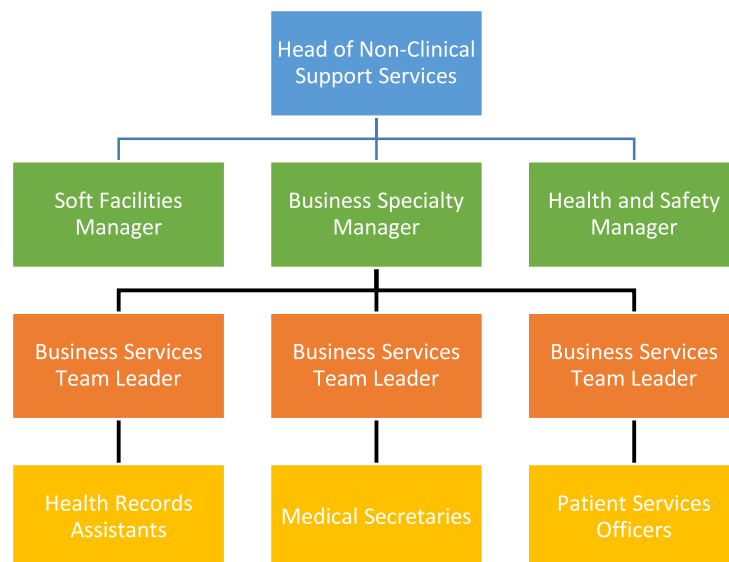 Head of Non-Clinical
Support Services
Soft Facilities
Manager
Business Specialty
Manager
Health and Safety
Manager
Business Services
Team Leader
Business Services
Team Leader
Business Services
Team Leader
Health Records
Assistants
Medical Secretaries
Patient Services
Officers